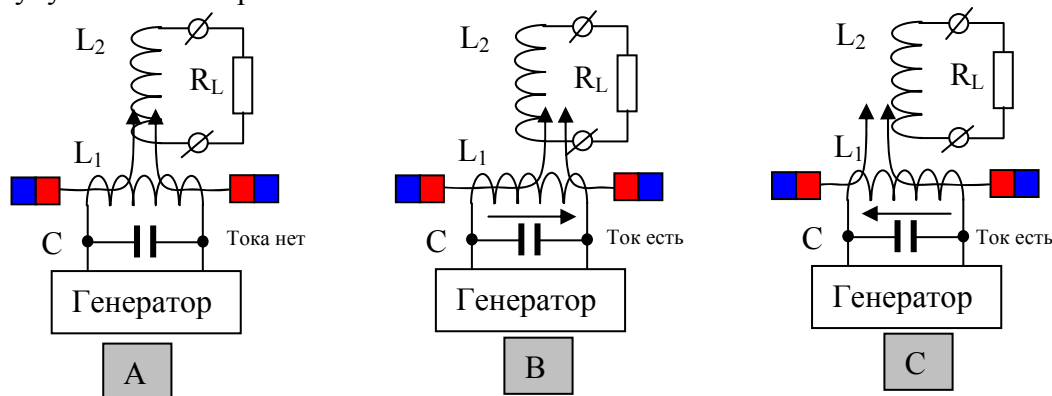 L2
RL
L1
C
Тока нет
Генератор
A
L2
RL
L1
C
Ток есть
Генератор
B
L2
RL
L1
C
Ток есть
Генератор
C